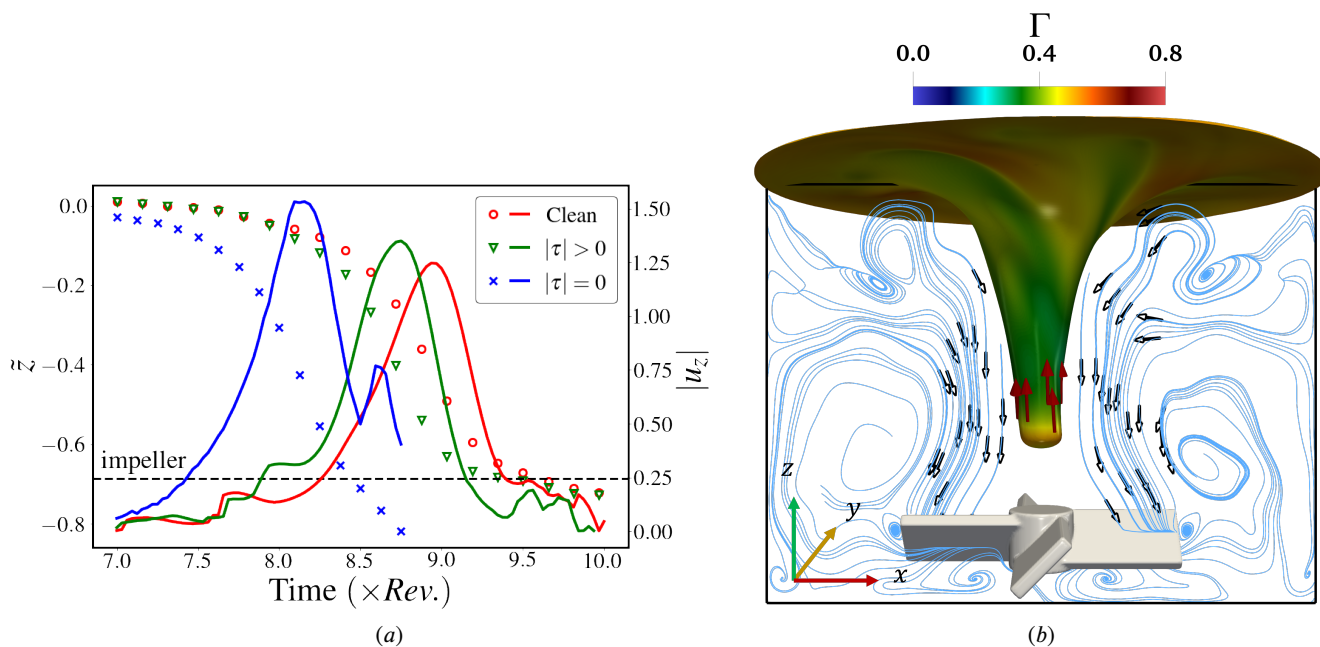 Γ
0.0 0.4 0.8
0.0
−0.2
−0.4
−0.6
−0.8
z̃
Clean
|τ| > 0
|τ| = 0
impeller
1.50
1.25
1.00
0.75
0.50
0.25
0.00
|u_z|
7.0 7.5 8.0 8.5 9.0 9.5 10.0
Time (×Rev.)
(a)
z
y
x
(b)